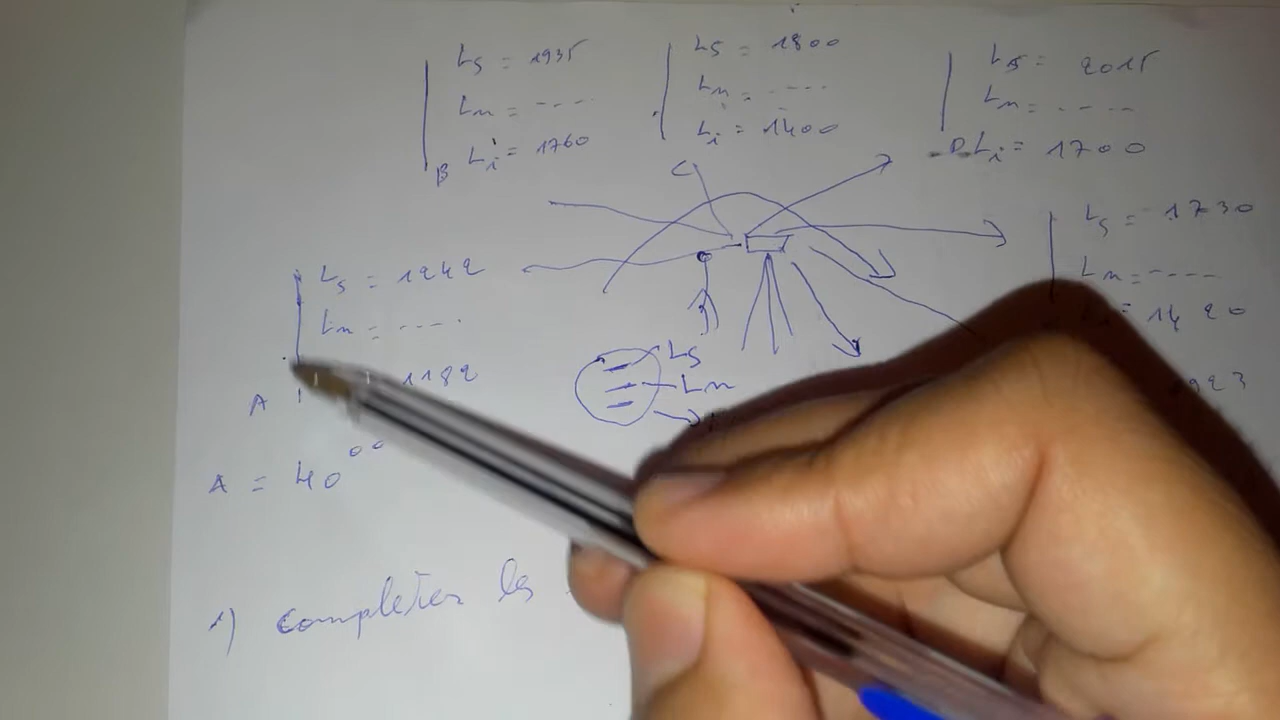 Ls = 1935
Lm = ----
B Li = 1760
Ls = 1800
Lm = ----
Li = 1400
C
Ls = 2015
Lm = ----
D Li = 1700
Ls = 1242
Lm = ----
1182
A
Ls = 1730
Lm = ----
1420
Ls
Lm
A = 40°°
1) completer les